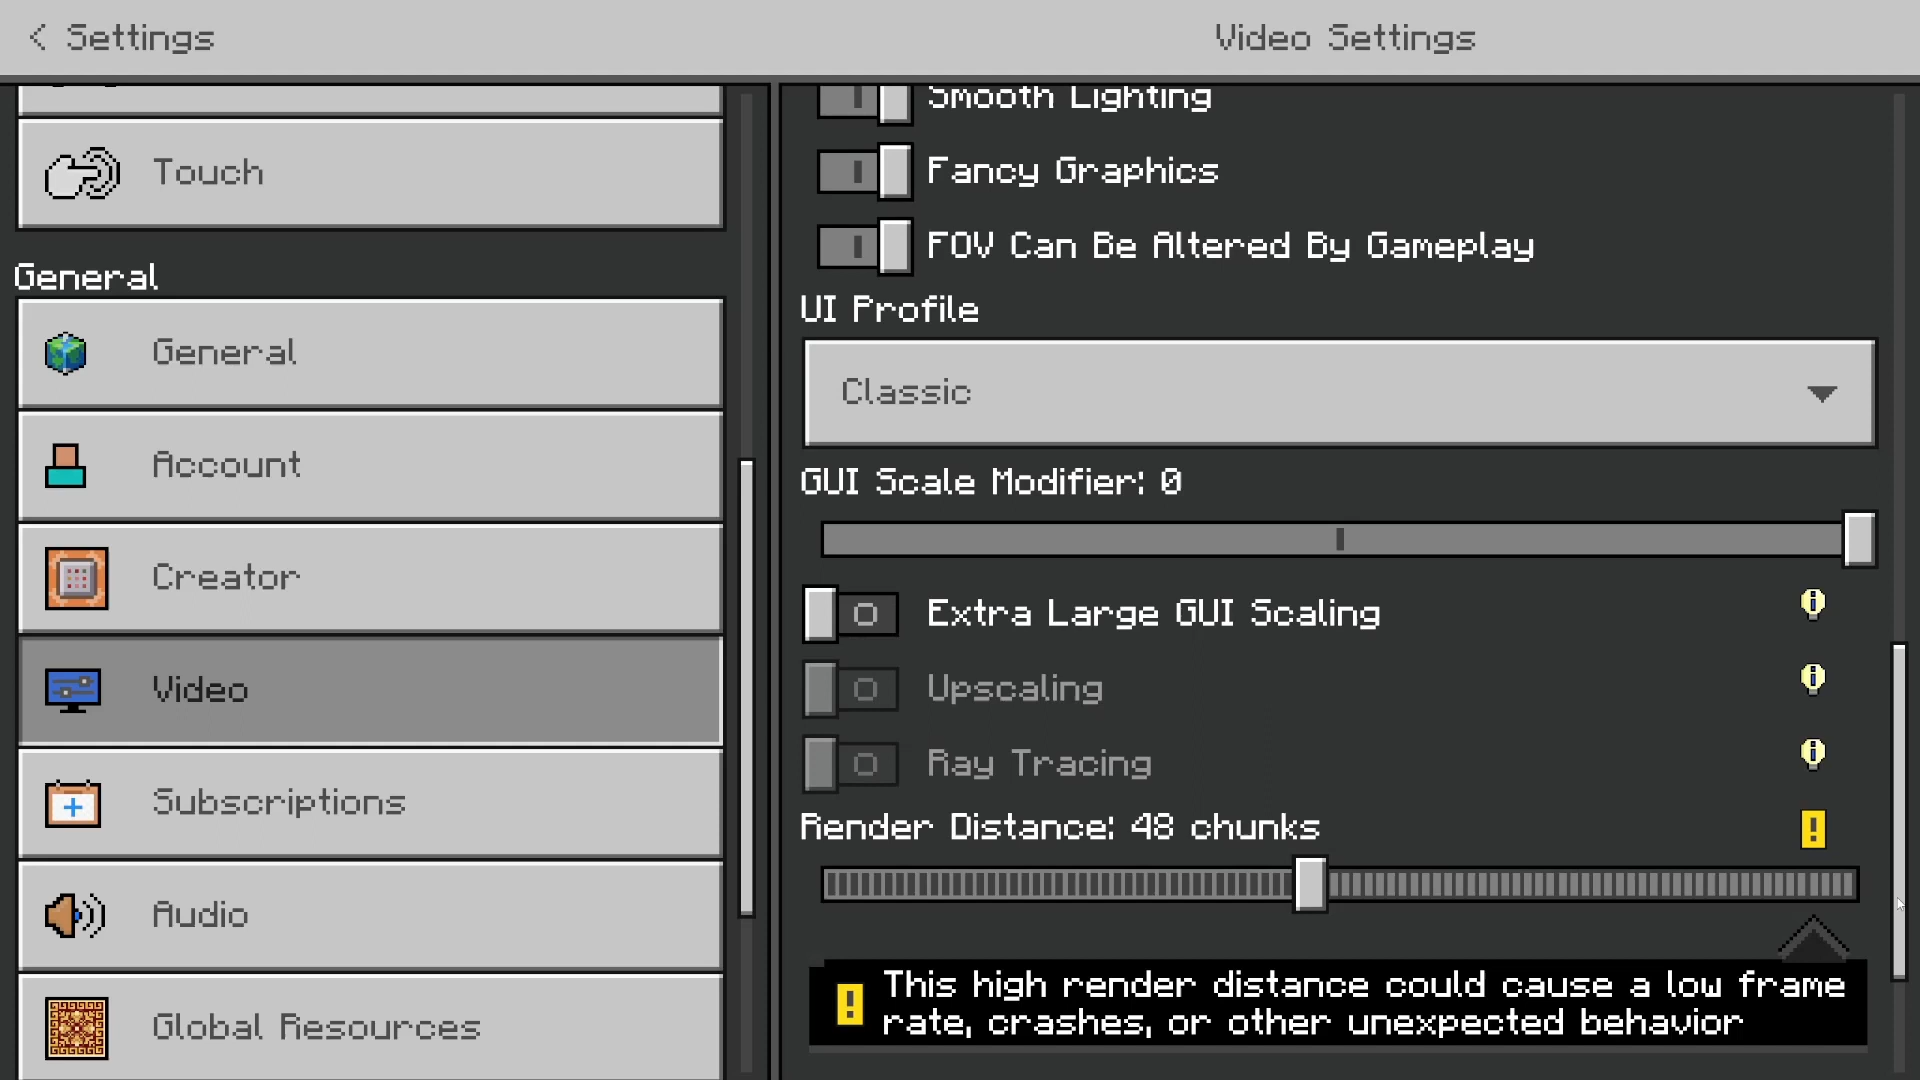 Settings
Video Settings
Touch
General
General
Account
Creator
Video
Subscriptions
Audio
Global Resources
Smooth Lighting
Fancy Graphics
FOV Can Be Altered By Gameplay
UI Profile
Classic
GUI Scale Modifier: 0
Extra Large GUI Scaling
Upscaling
Ray Tracing
Render Distance: 48 chunks
This high render distance could cause a low frame
rate, crashes, or other unexpected behavior